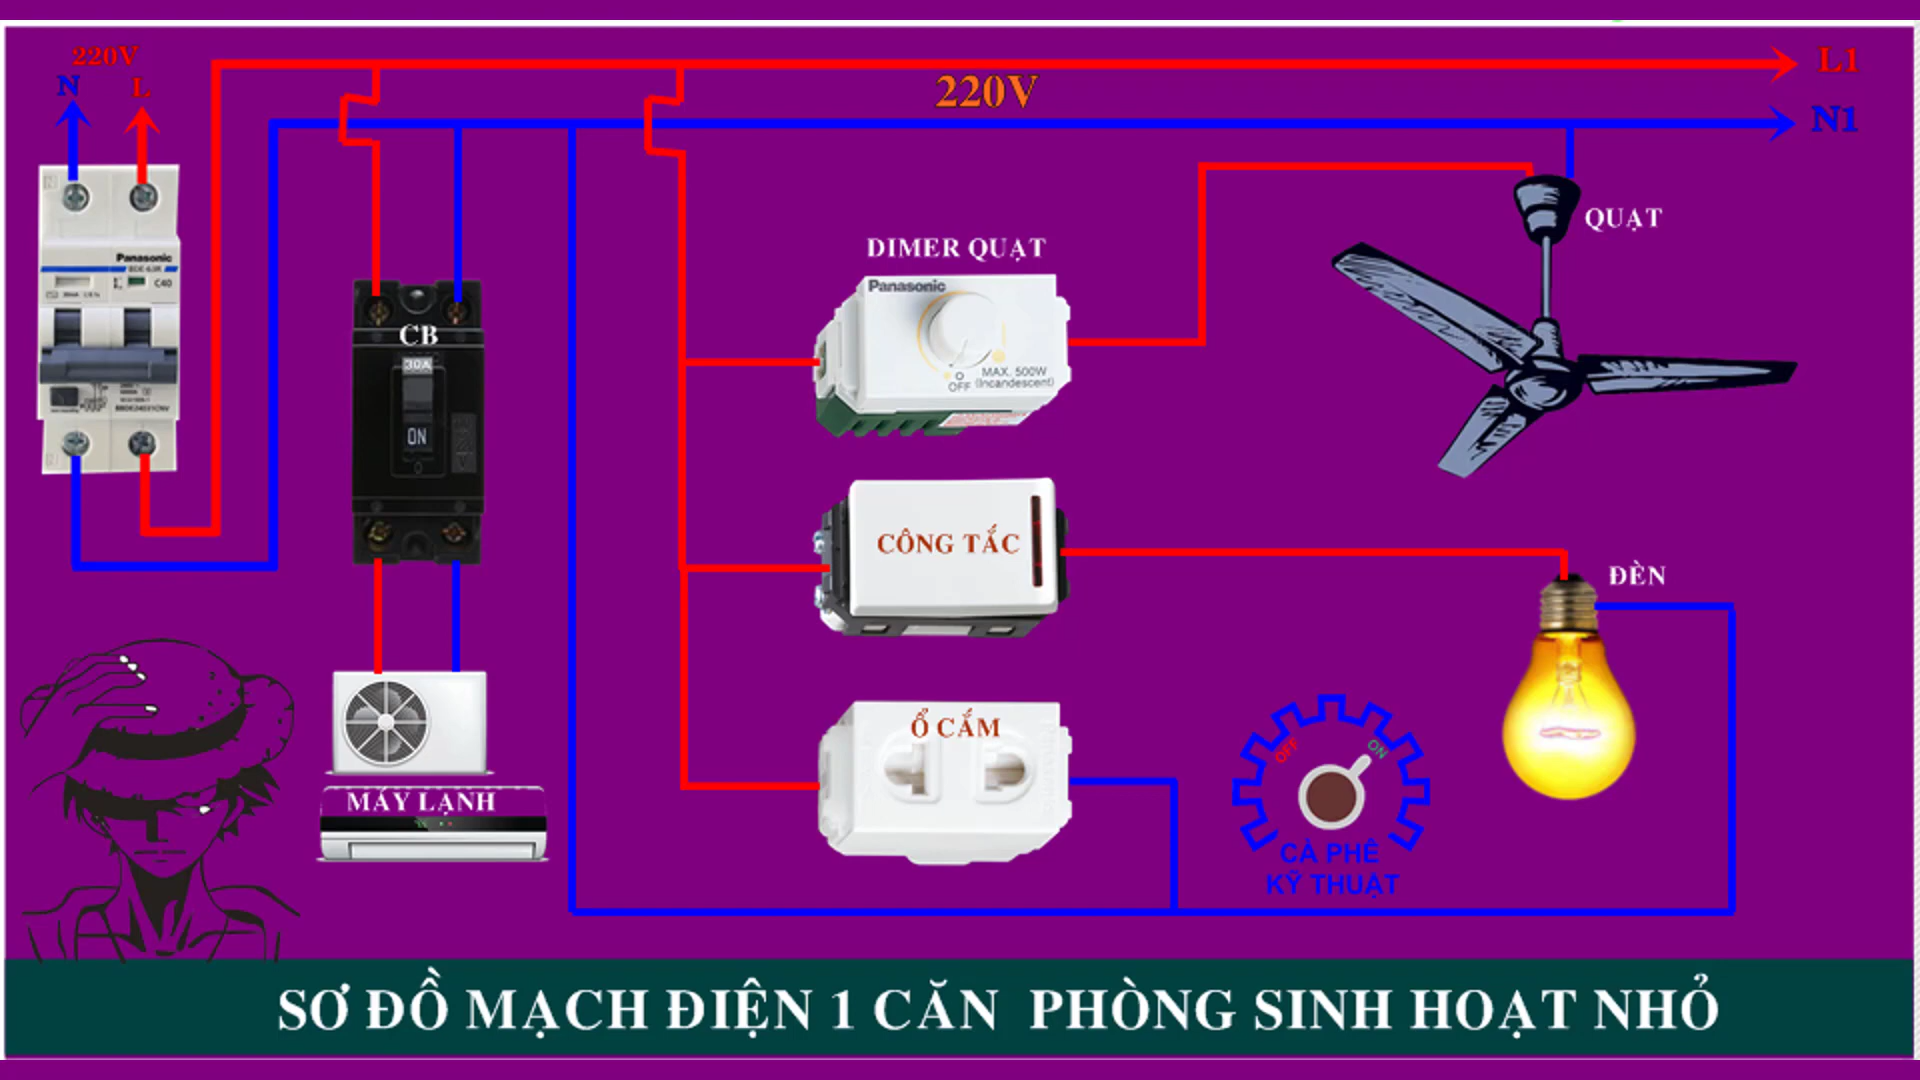 220V
N
L
L1
220V
N1
QUẠT
DIMER QUẠT
Panasonic
MAX. 500W
OFF (Incandescent)
Panasonic
C40
CB
30A
ON
CÔNG TẮC
ĐÈN
Ổ CẮM
OFF
ON
MÁY LẠNH
CÀ PHÊ
KỸ THUẬT
SƠ ĐỒ MẠCH ĐIỆN 1 CĂN PHÒNG SINH HOẠT NHỎ